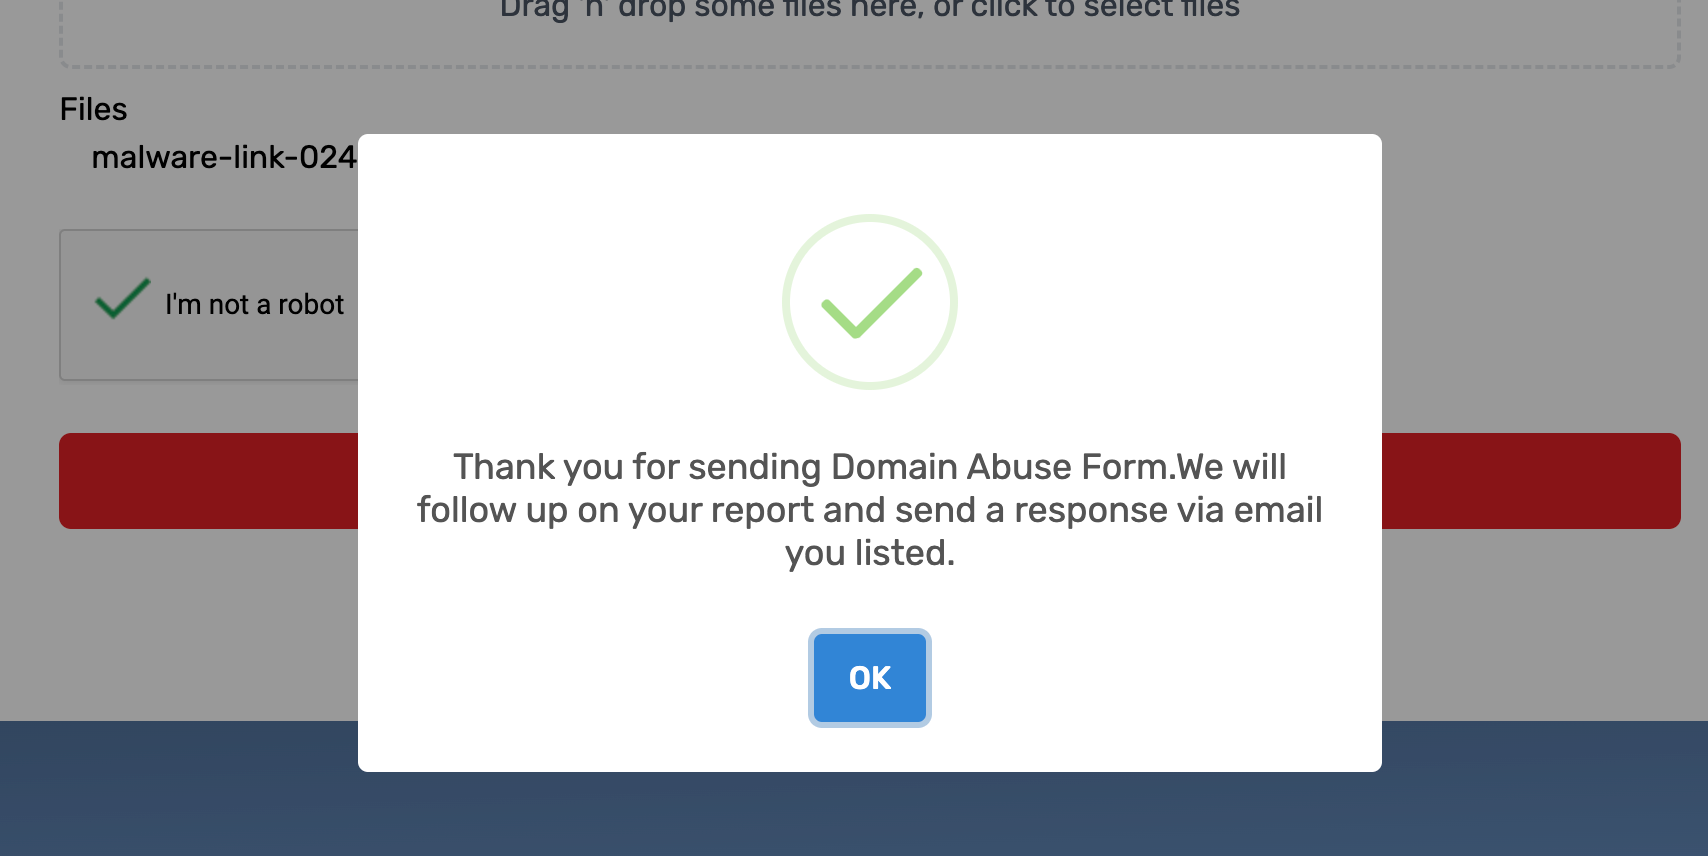 Drag 'n' drop some files here, or click to select files
Files
malware-link-024
I'm not a robot
Thank you for sending Domain Abuse Form.We will
follow up on your report and send a response via email
you listed.
OK